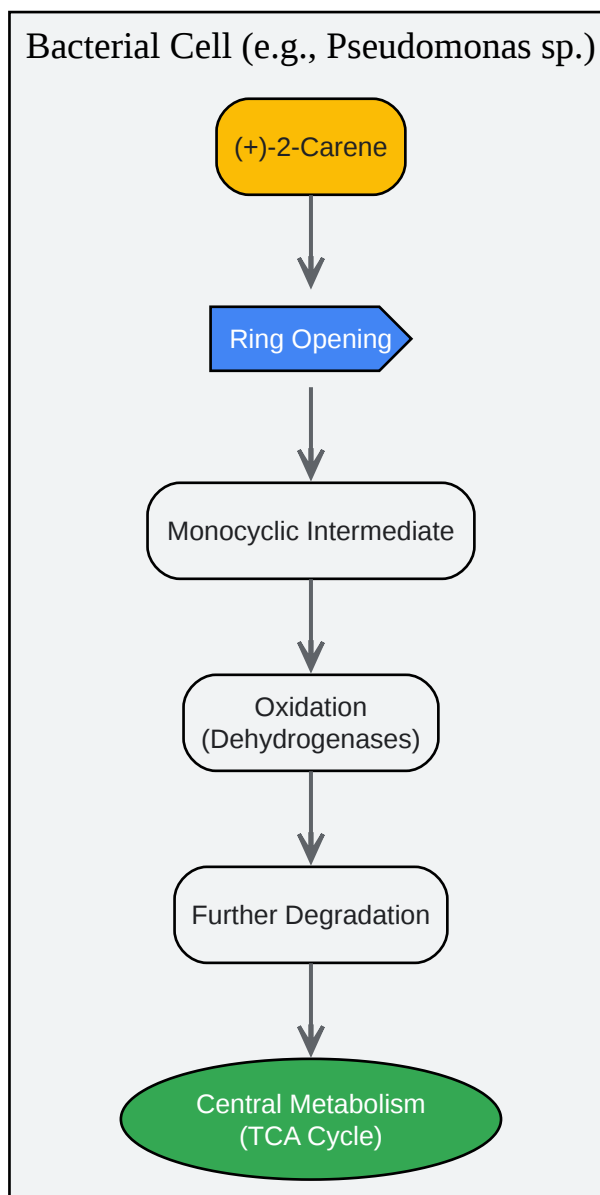 Bacterial Cell (e.g., Pseudomonas sp.)
(+)-2-Carene
Ring Opening
Monocyclic Intermediate
Oxidation
(Dehydrogenases)
Further Degradation
Central Metabolism
(TCA Cycle)